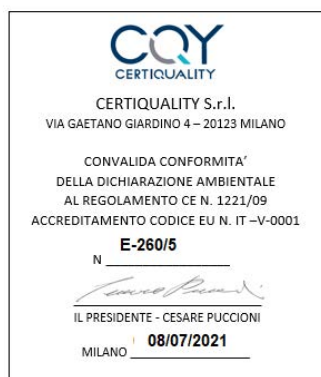 CQY
CERTIQUALITY
CERTIQUALITY S.r.l.
VIA GAETANO GIARDINO 4 – 20123 MILANO
CONVALIDA CONFORMITA’
DELLA DICHIARAZIONE AMBIENTALE
AL REGOLAMENTO CE N. 1221/09
ACCREDITAMENTO CODICE EU N. IT –V-0001
E-260/5
N
IL PRESIDENTE - CESARE PUCCIONI
08/07/2021
MILANO